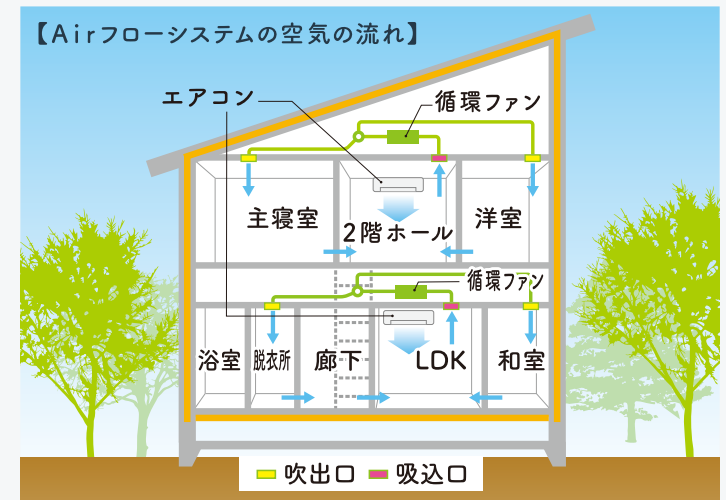 【Airフローシステムの空気の流れ】
エアコン
循環ファン
主寝室
2階ホール
洋室
循環ファン
浴室
脱衣所
廊下
LDK
和室
吹出口
吸込口